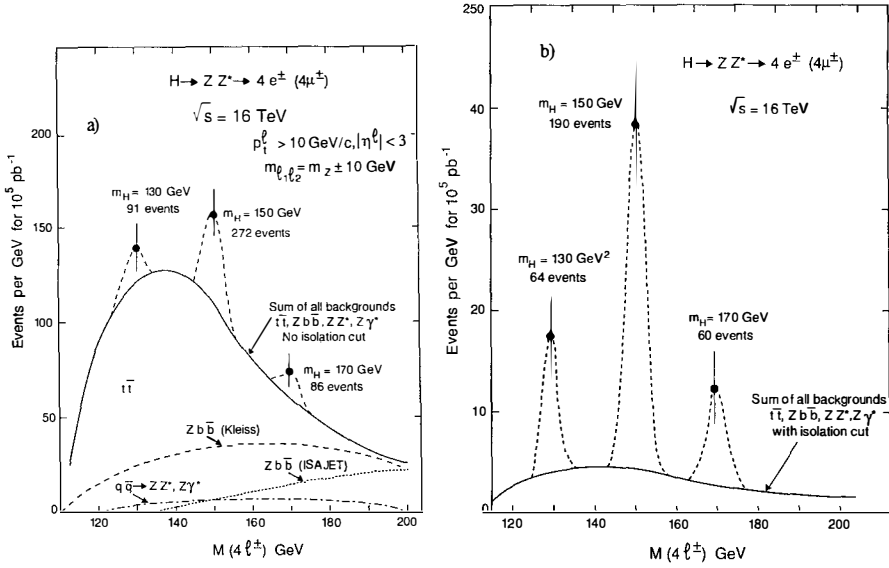 a)
H → Z Z* → 4 e± (4μ±)
√s = 16 TeV
p_t^ℓ > 10 GeV/c, |η^ℓ| < 3
m_ℓ1ℓ2 = m_Z ± 10 GeV
m_H = 130 GeV
91 events
m_H = 150 GeV
272 events
Sum of all backgrounds
t t̄, Z b b̄, Z Z*, Z γ*
No isolation cut
m_H = 170 GeV
86 events
t t̄
Z b b̄ (Kleiss)
Z b b̄ (ISAJET)
q q̄ → Z Z*, Z γ*
Events per GeV for 10^5 pb^-1
200
150
100
50
0
120 140 160 180 200
M (4 ℓ±) GeV
b)
H → Z Z* → 4 e± (4μ±)
√s = 16 TeV
m_H = 150 GeV
190 events
m_H = 130 GeV²
64 events
m_H = 170 GeV
60 events
Sum of all backgrounds
t t̄, Z b b̄, Z Z*, Z γ*
with isolation cut
Events per GeV for 10^5 pb^-1
250
40
30
20
10
0
120 140 160 180 200
M (4 ℓ±) GeV